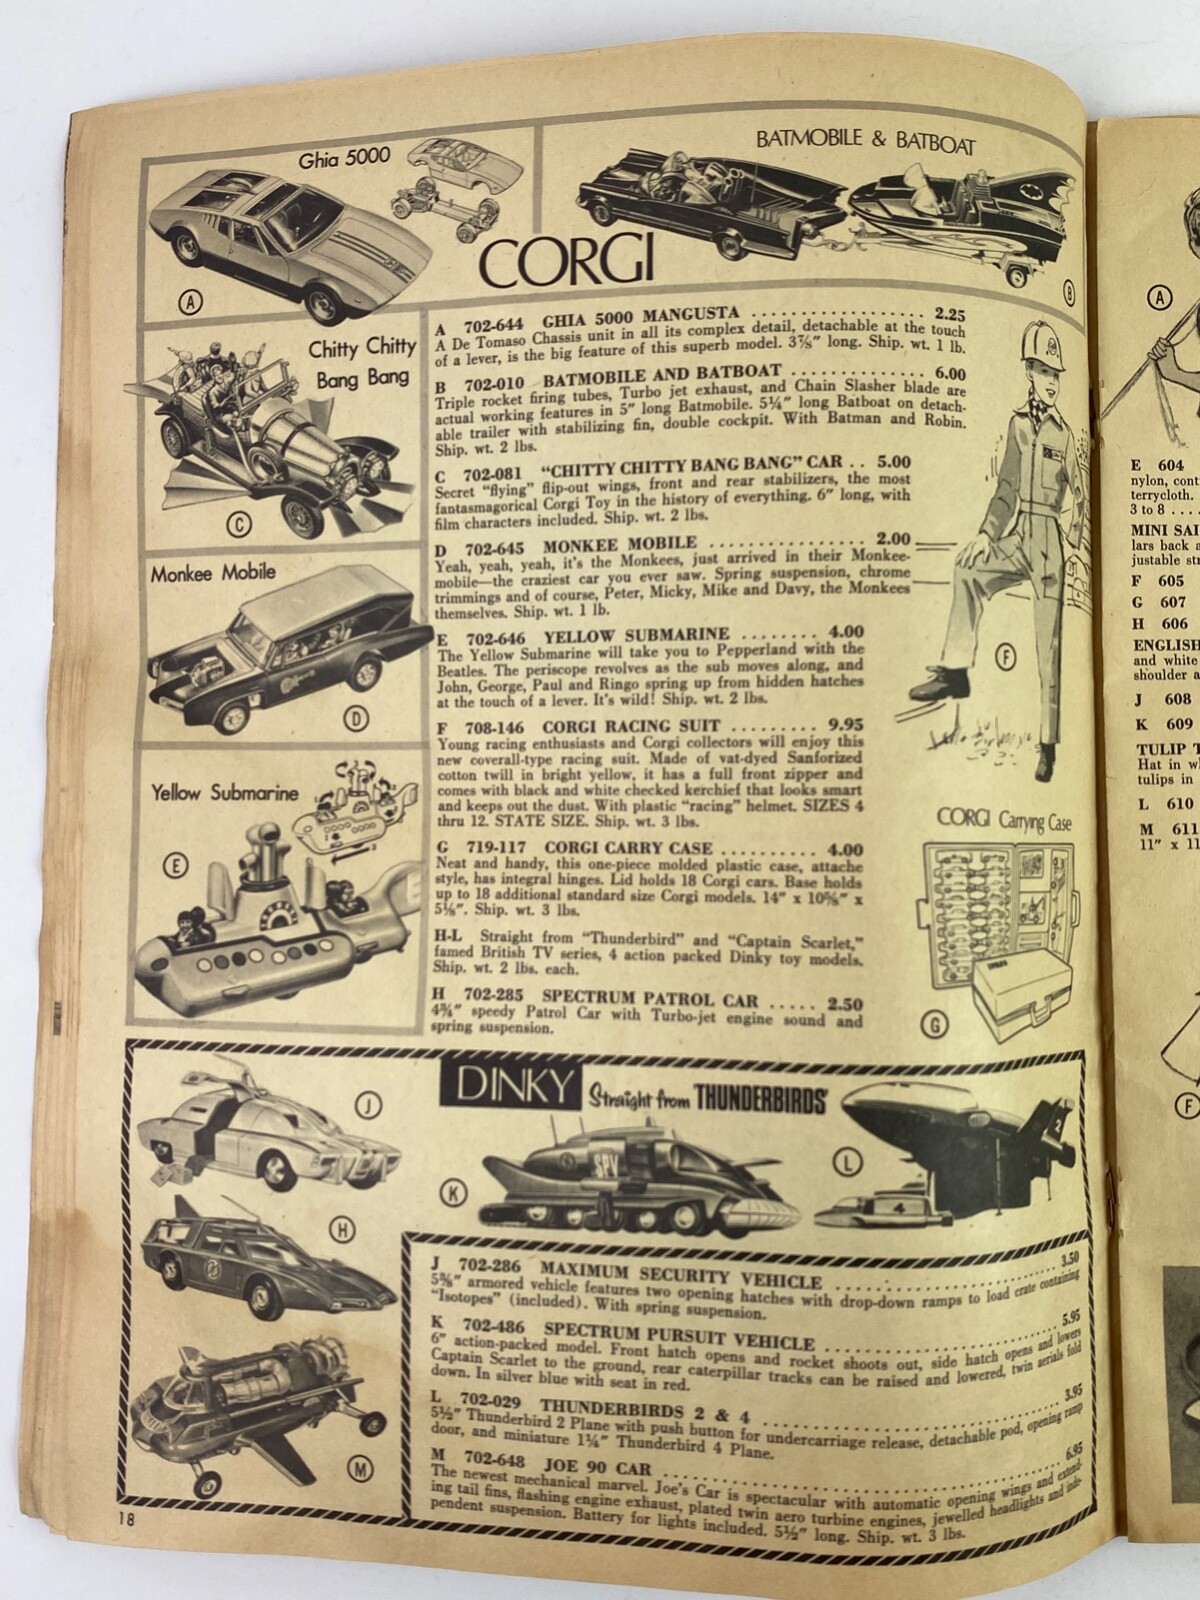 Ghia 5000
BATMOBILE & BATBOAT
A
CORGI
B
A 702-644 GHIA 5000 MANGUSTA .................. 2.25
A De Tomaso Chassis unit in all its complex detail, detachable at the touch
of a lever, is the big feature of this superb model. 3⅞" long. Ship. wt. 1 lb.
B 702-010 BATMOBILE AND BATBOAT .............. 6.00
Triple rocket firing tubes, Turbo jet exhaust, and Chain Slasher blade are
actual working features in 5" long Batmobile. 5¼" long Batboat on detach-
able trailer with stabilizing fin, double cockpit. With Batman and Robin.
Ship. wt. 2 lbs.
Chitty Chitty
Bang Bang
C
C 702-081 "CHITTY CHITTY BANG BANG" CAR .. 5.00
Secret "flying" flip-out wings, front and rear stabilizers, the most
fantasmagorical Corgi Toy in the history of everything. 6" long, with
film characters included. Ship. wt. 2 lbs.
Monkee Mobile
D
D 702-645 MONKEE MOBILE ................ 2.00
Yeah, yeah, yeah, it's the Monkees, just arrived in their Monkee-
mobile—the craziest car you ever saw. Spring suspension, chrome
trimmings and of course, Peter, Micky, Mike and Davy, the Monkees
themselves. Ship. wt. 1 lb.
E 702-646 YELLOW SUBMARINE ........ 4.00
The Yellow Submarine will take you to Pepperland with the
Beatles. The periscope revolves as the sub moves along, and
John, George, Paul and Ringo spring up from hidden hatches
at the touch of a lever. It's wild! Ship. wt. 2 lbs.
F
Yellow Submarine
E
F 708-146 CORGI RACING SUIT .......... 9.95
Young racing enthusiasts and Corgi collectors will enjoy this
new coverall-type racing suit. Made of vat-dyed Sanforized
cotton twill in bright yellow, it has a full front zipper and
comes with black and white checked kerchief that looks smart
and keeps out the dust. With plastic "racing" helmet. SIZES 4
thru 12. STATE SIZE. Ship. wt. 3 lbs.
CORGI Carrying Case
G 719-117 CORGI CARRY CASE .......... 4.00
Neat and handy, this one-piece molded plastic case, attache
style, has integral hinges. Lid holds 18 Corgi cars. Base holds
up to 18 additional standard size Corgi models. 14" x 10⅝" x
5⅛". Ship. wt. 3 lbs.
H-L Straight from "Thunderbird" and "Captain Scarlet,"
famed British TV series, 4 action packed Dinky toy models.
Ship. wt. 2 lbs. each.
H 702-285 SPECTRUM PATROL CAR ..... 2.50
4¾" speedy Patrol Car with Turbo-jet engine sound and
spring suspension.
G
DINKY Straight from THUNDERBIRDS'
J
K
SPV
L
2
4
H
M
J 702-286 MAXIMUM SECURITY VEHICLE .................. 3.50
5⅝" armored vehicle features two opening hatches with drop-down ramps to load crate containing
"Isotopes" (included). With spring suspension.
K 702-486 SPECTRUM PURSUIT VEHICLE .................. 5.95
6" action-packed model. Front hatch opens and rocket shoots out, side hatch opens and lowers
Captain Scarlet to the ground, rear caterpillar tracks can be raised and lowered, twin aerials fold
down. In silver blue with seat in red.
L 702-029 THUNDERBIRDS 2 & 4 .................. 3.95
5½" Thunderbird 2 Plane with push button for undercarriage release, detachable pod, opening ramp
door, and miniature 1¼" Thunderbird 4 Plane.
M 702-648 JOE 90 CAR .................. 6.95
The newest mechanical marvel. Joe's Car is spectacular with automatic opening wings and extend-
ing tail fins, flashing engine exhaust, plated twin aero turbine engines, jewelled headlights and inde-
pendent suspension. Battery for lights included. 5½" long. Ship. wt. 3 lbs.
18
A
E 604
nylon, cont
terrycloth.
3 to 8 ....
MINI SAI
lars back a
justable str
F 605
G 607
H 606
ENGLISH
and white
shoulder a
J 608
K 609
TULIP T
Hat in wh
tulips in
L 610
M 611
11" x 11
F